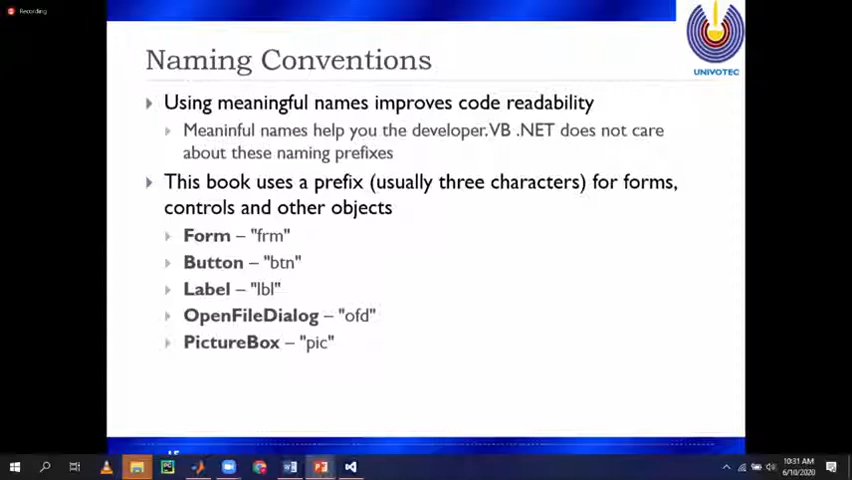 Recording
UNIVOTEC
Naming Conventions
Using meaningful names improves code readability
Meaninful names help you the developer. VB .NET does not care
about these naming prefixes
This book uses a prefix (usually three characters) for forms,
controls and other objects
Form – "frm"
Button – "btn"
Label – "lbl"
OpenFileDialog – "ofd"
PictureBox – "pic"
10:31 AM
6/10/2020